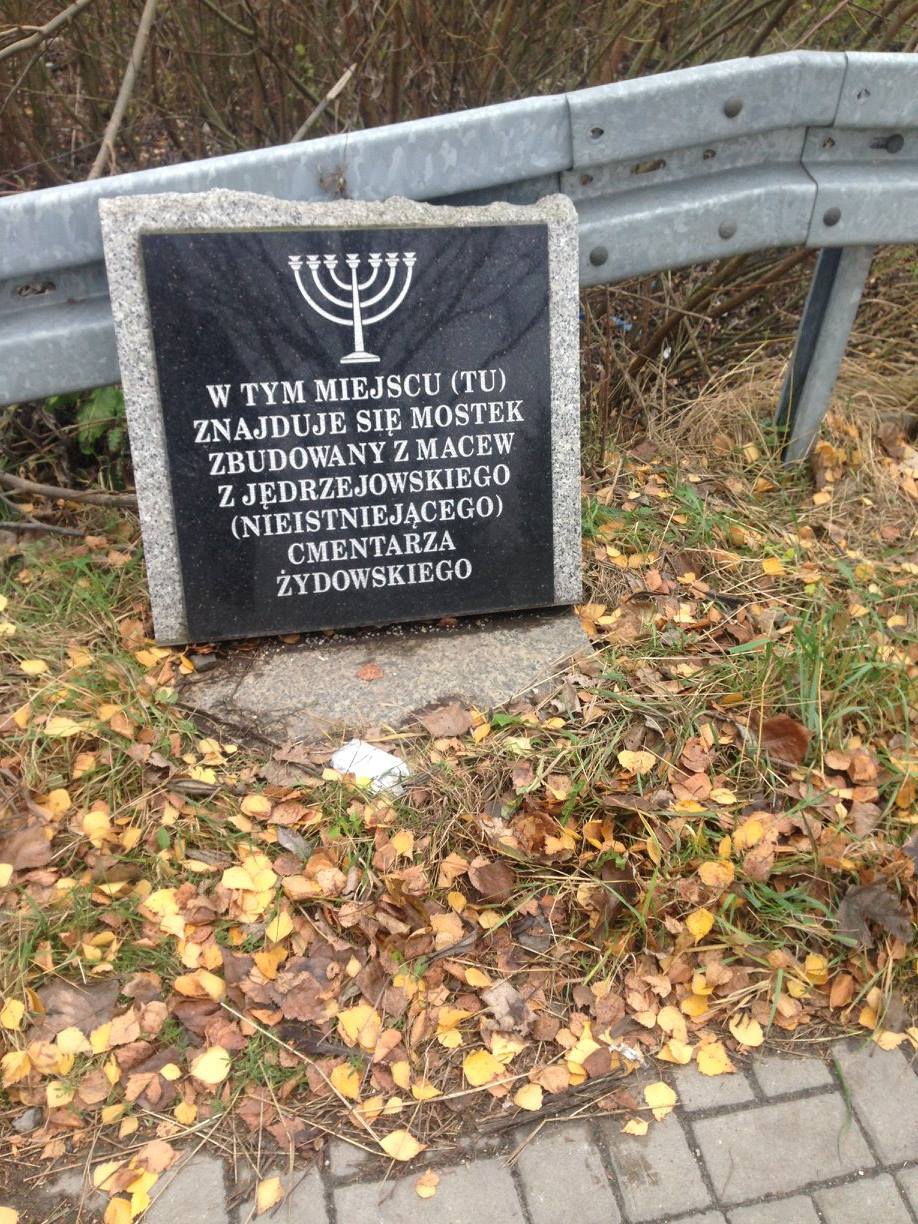 W TYM MIEJSCU (TU)
ZNAJDUJE SIĘ MOSTEK
ZBUDOWANY Z MACEW
Z JĘDRZEJOWSKIEGO
(NIEISTNIEJĄCEGO)
CMENTARZA
ŻYDOWSKIEGO